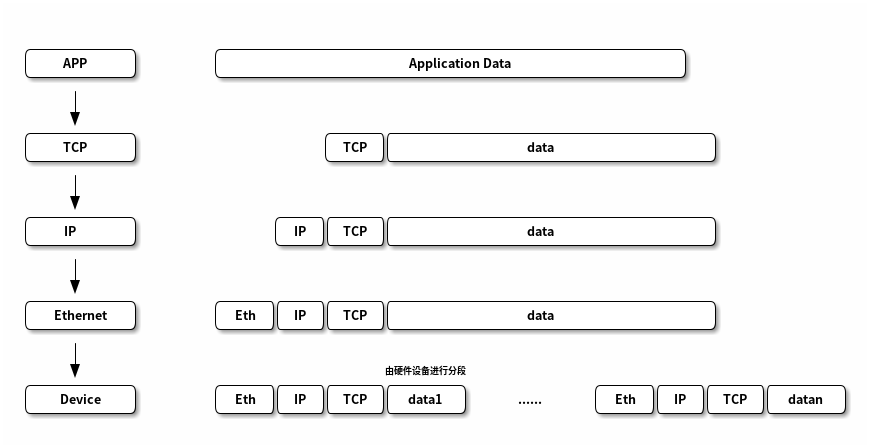 APP Application Data
TCP TCP data
IP IP TCP data
Ethernet Eth IP TCP data
由硬件设备进行分段
Device Eth IP TCP data1 ...... Eth IP TCP datan